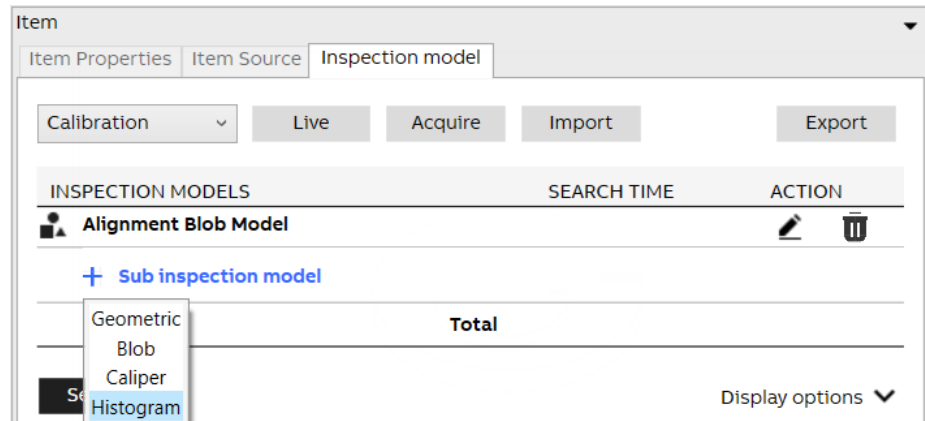 Item
Item Properties Item Source Inspection model
Calibration Live Acquire Import Export
INSPECTION MODELS SEARCH TIME ACTION
Alignment Blob Model
+ Sub inspection model
Geometric
Total
Blob
Caliper
Histogram
Display options